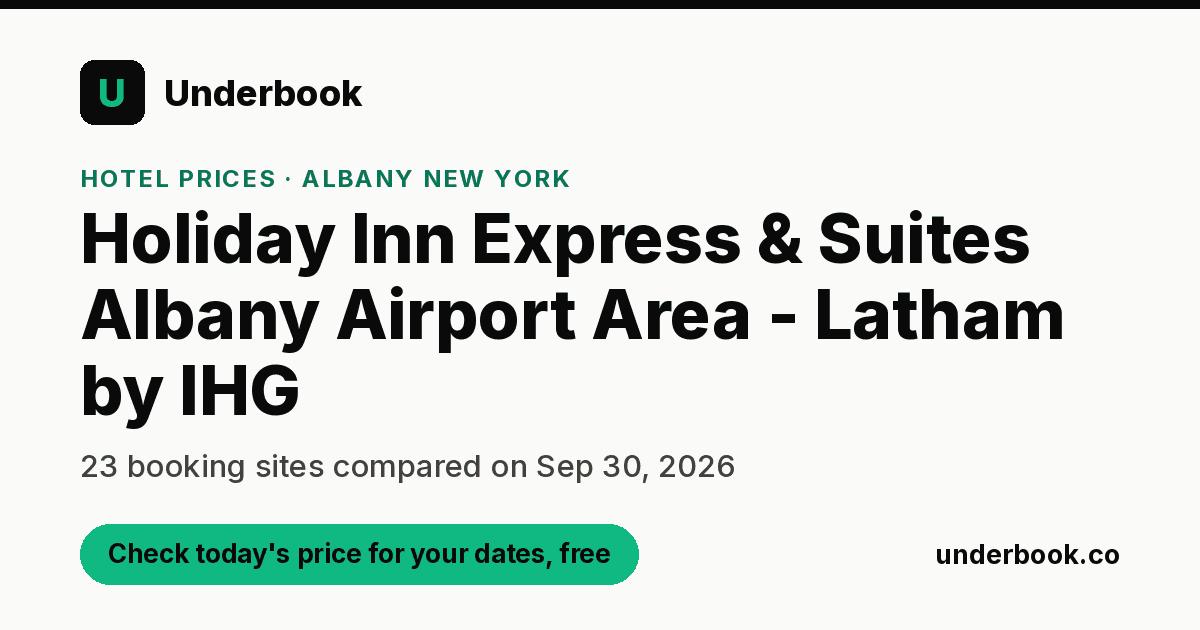 U Underbook
HOTEL PRICES · ALBANY NEW YORK
Holiday Inn Express & Suites
Albany Airport Area - Latham
by IHG
23 booking sites compared on Sep 30, 2026
Check today's price for your dates, free
underbook.co